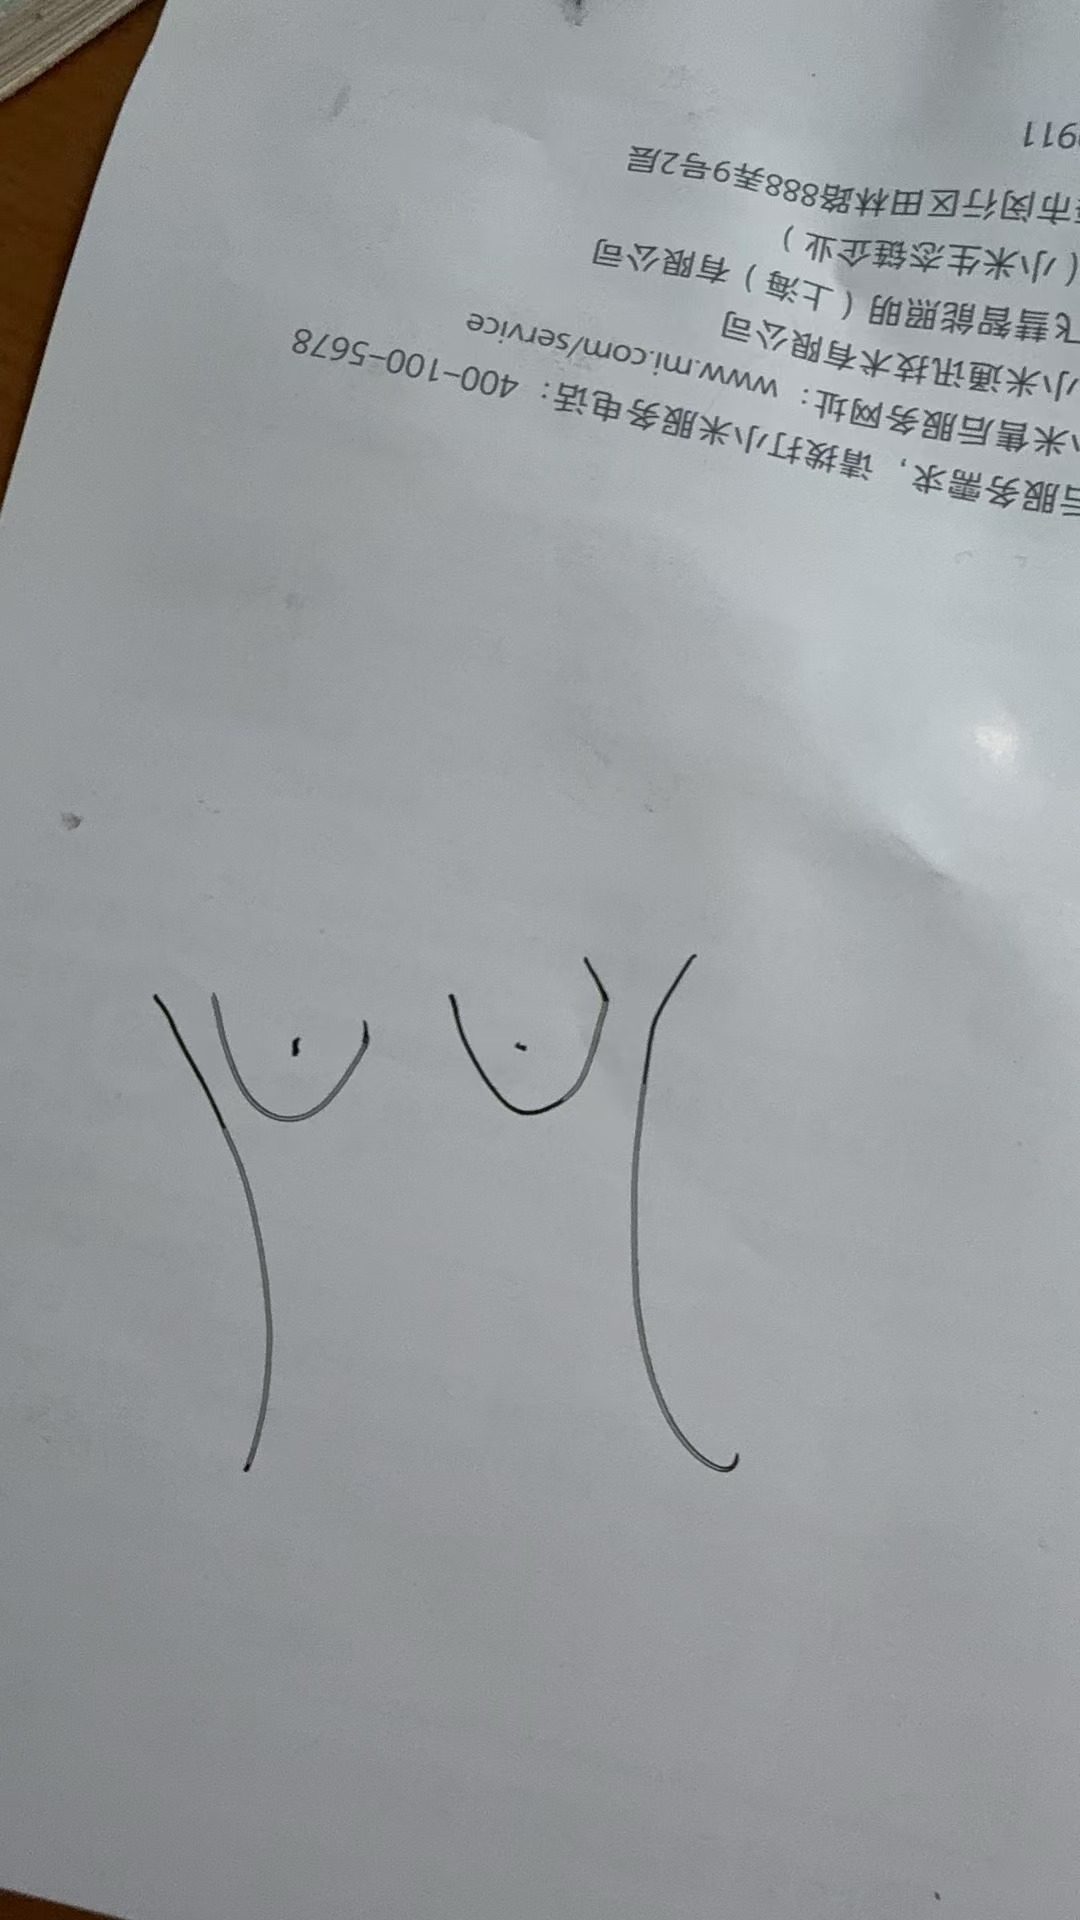 后服务需求，请拨打小米服务电话：400-100-5678
小米售后服务网址：www.mi.com/service
小米通讯技术有限公司
飞彗智能照明（上海）有限公司
（小米生态链企业）
市闵行区田林路888弄9号2层
911